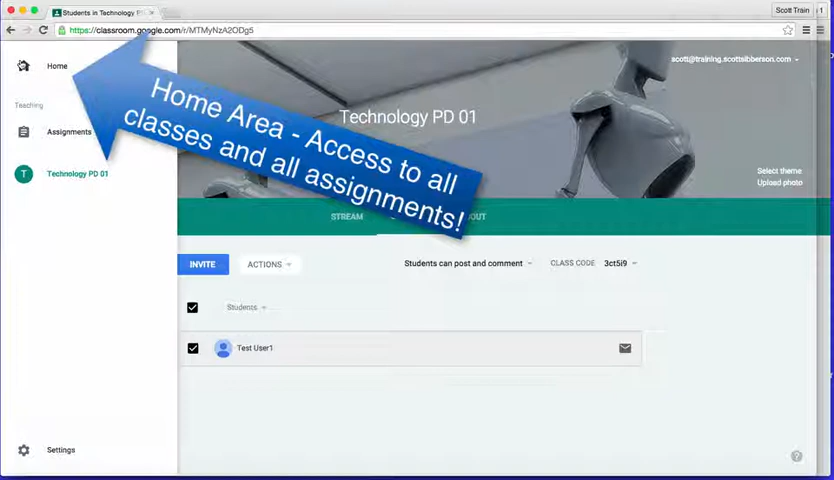 Students in Technology P
Scott Train
1
https://classroom.google.com/r/MTMyNzA2ODg5
Home
scott@training.scottsibberson.com
Teaching
Home Area - Access to all
classes and all assignments!
Technology PD 01
Assignments
Technology PD 01
Select theme
Upload photo
STREAM
OUT
INVITE
ACTIONS
Students can post and comment
CLASS CODE
3ct5i9
Students
Test User1
Settings